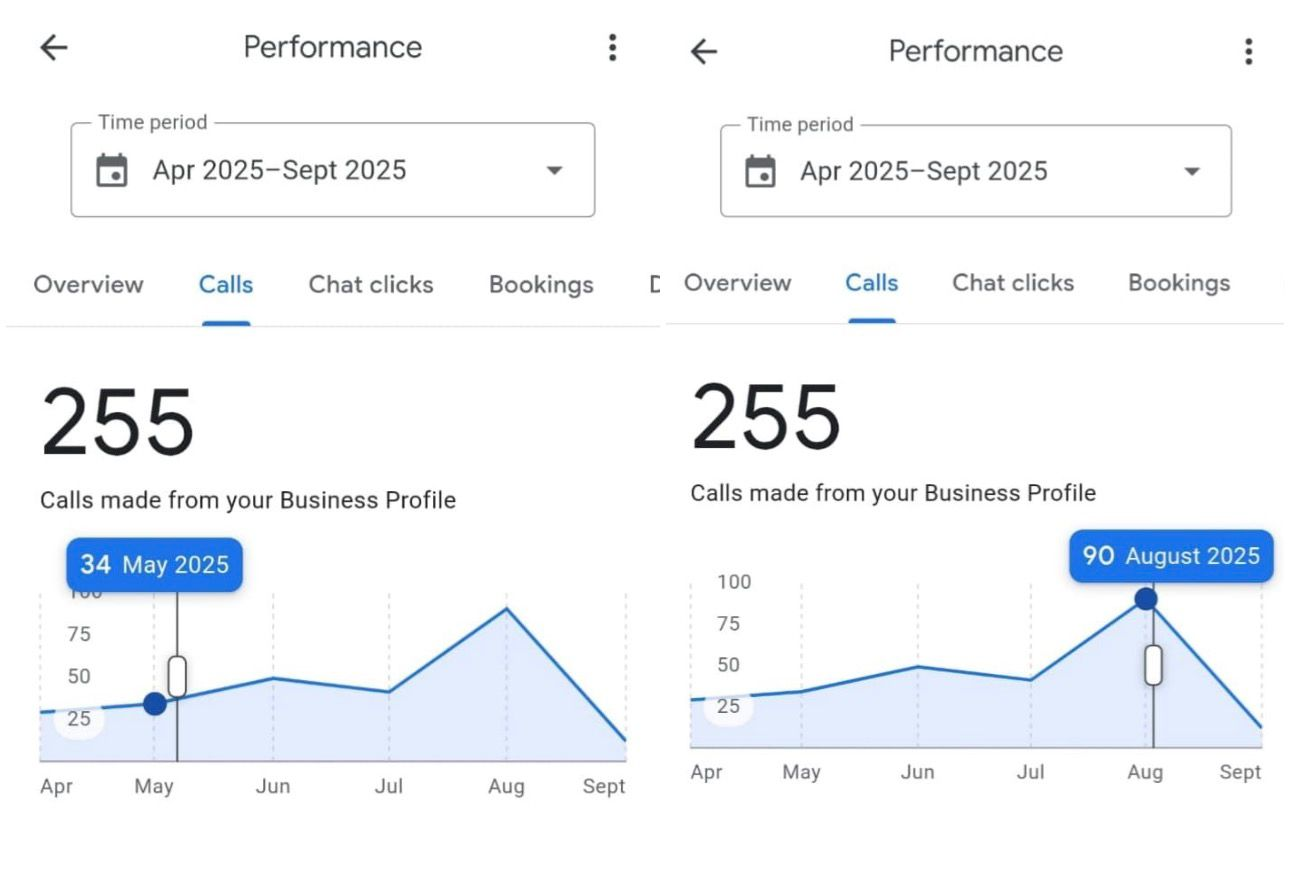 Performance
Time period
Apr 2025–Sept 2025
Overview Calls Chat clicks Bookings D
255
Calls made from your Business Profile
34 May 2025
100
75
50
25
Apr May Jun Jul Aug Sept
Performance
Time period
Apr 2025–Sept 2025
Overview Calls Chat clicks Bookings
255
Calls made from your Business Profile
90 August 2025
100
75
50
25
Apr May Jun Jul Aug Sept